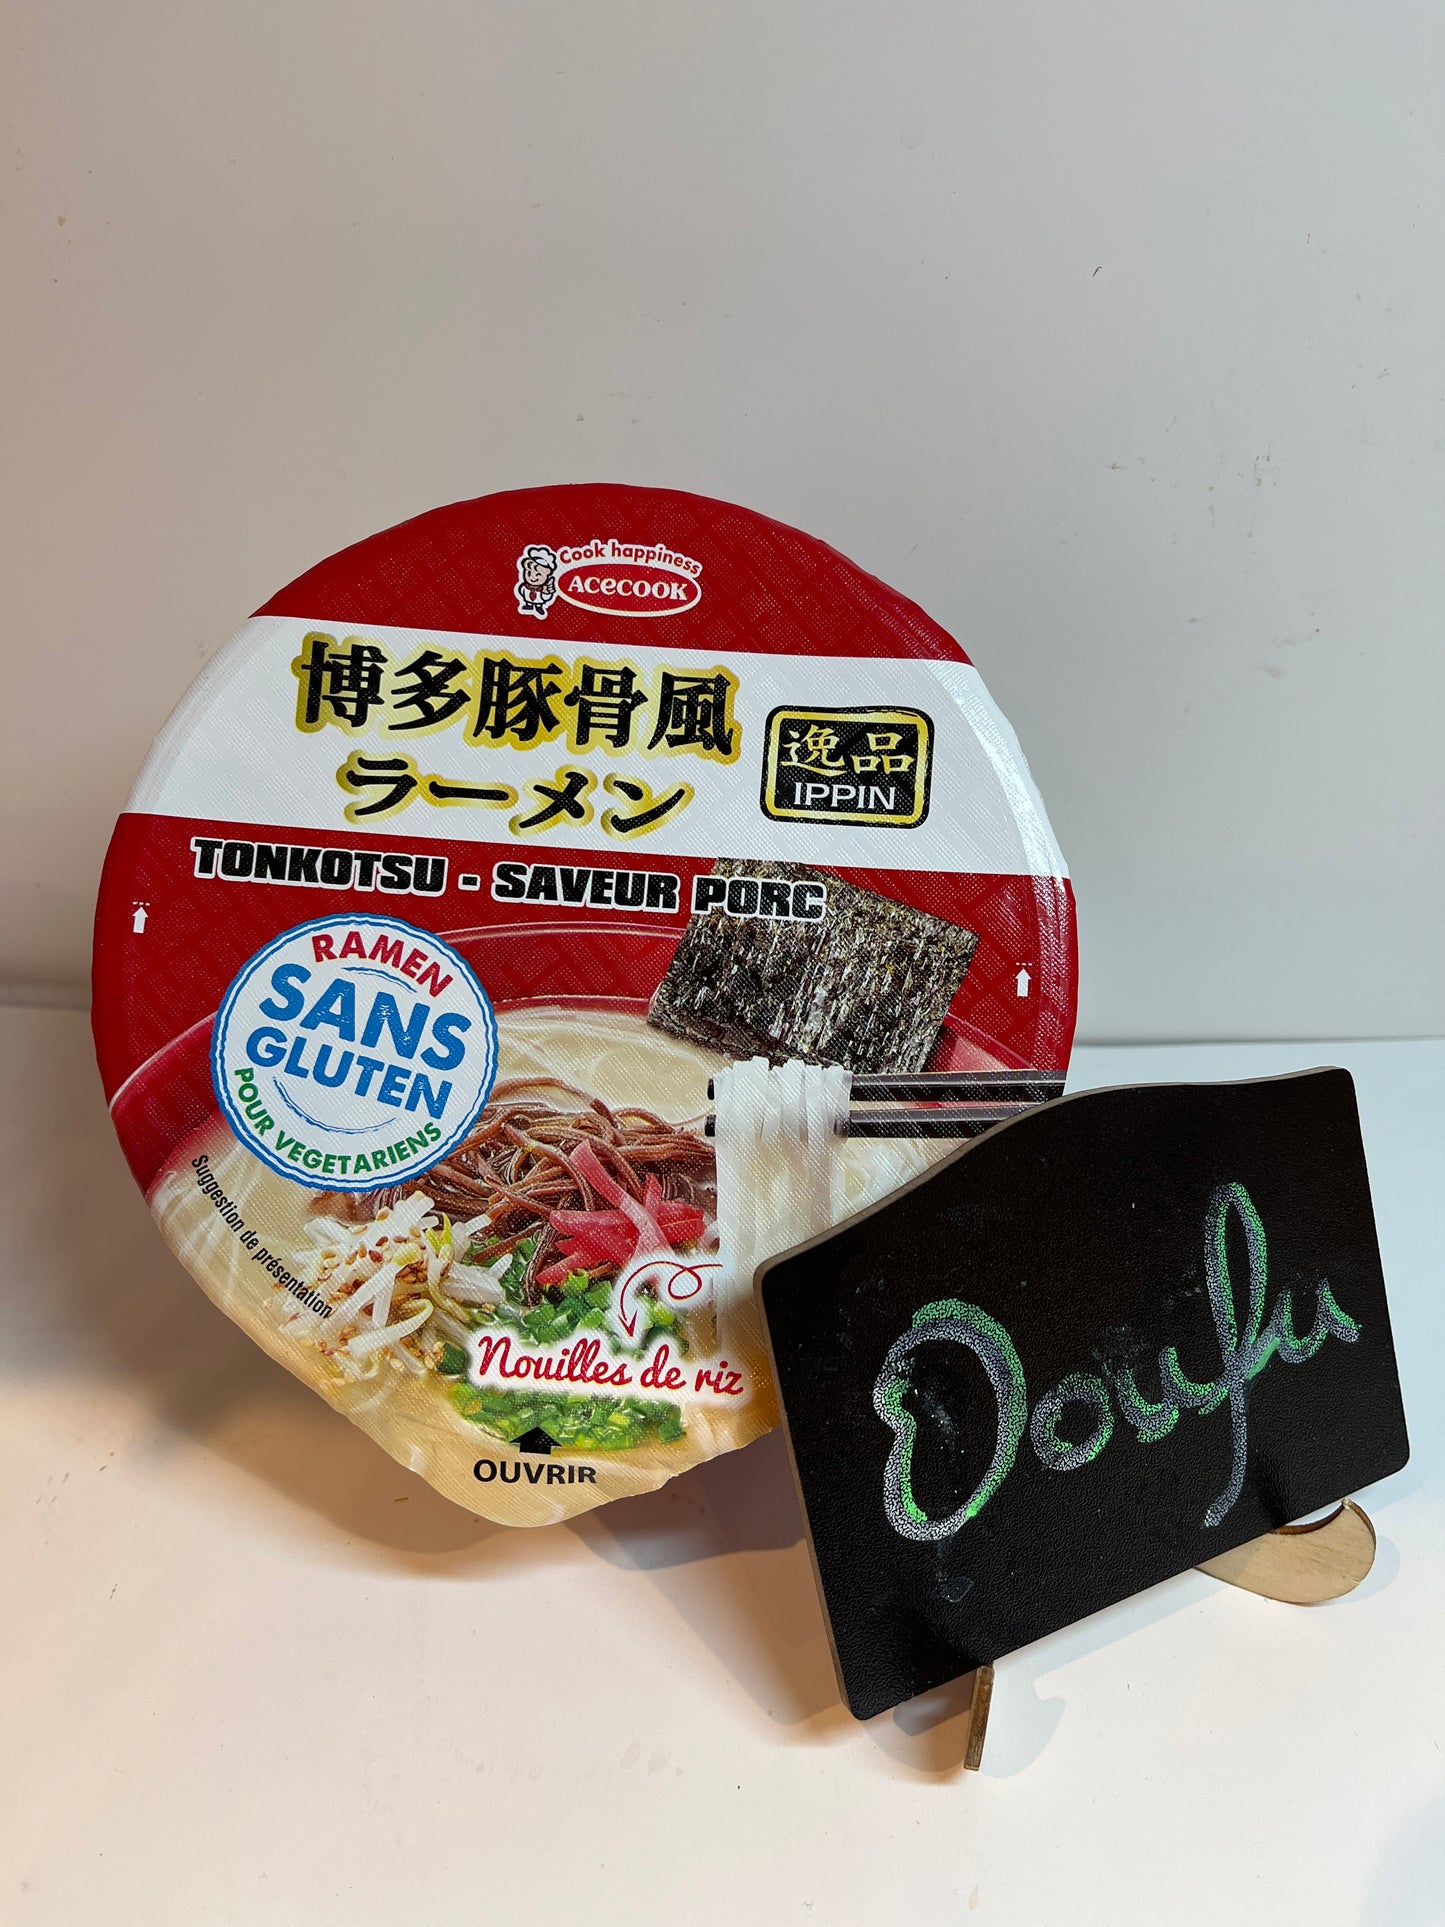 Cook happiness
Acecook
博多豚骨風
ラーメン
逸品
IPPIN
TONKOTSU - SAVEUR PORC
RAMEN
SANS
GLUTEN
POUR VEGETARIENS
Suggestion de présentation
Nouilles de riz
OUVRIR
Doufu